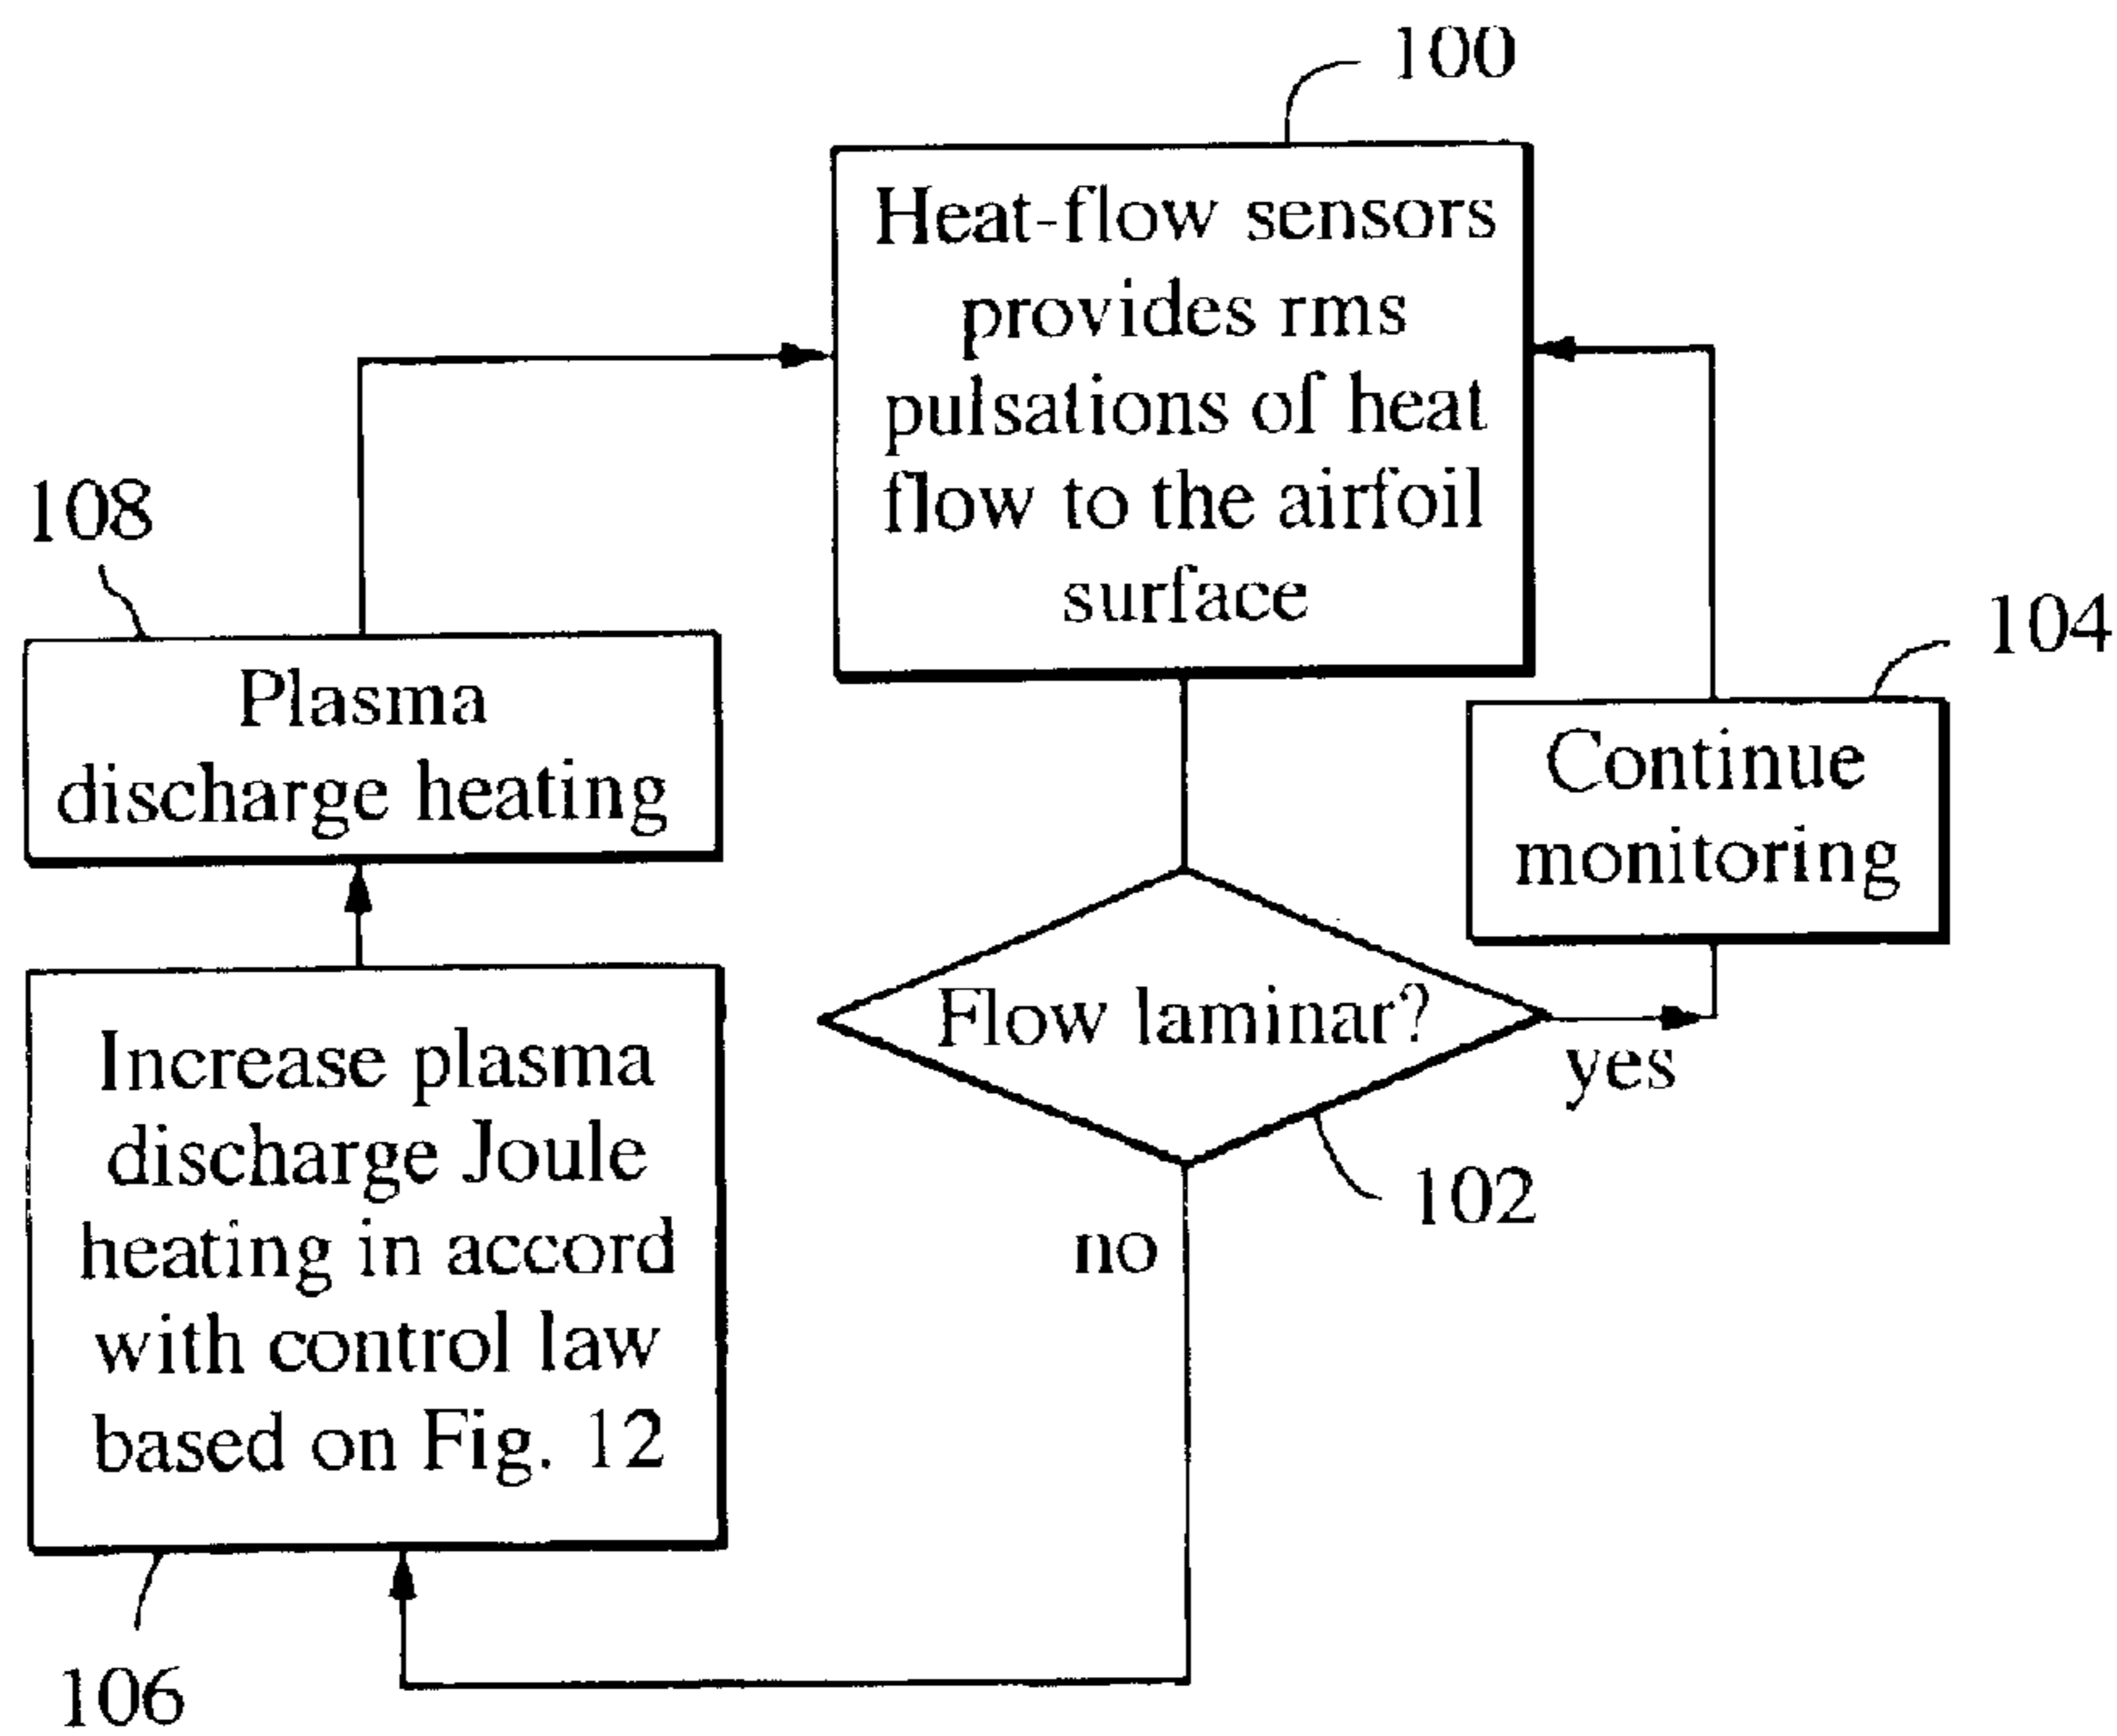 100
Heat-flow sensors
provides rms
pulsations of heat
flow to the airfoil
surface
108
Plasma
discharge heating
104
Continue
monitoring
Flow laminar?
yes
102
no
Increase plasma
discharge Joule
heating in accord
with control law
based on Fig. 12
106